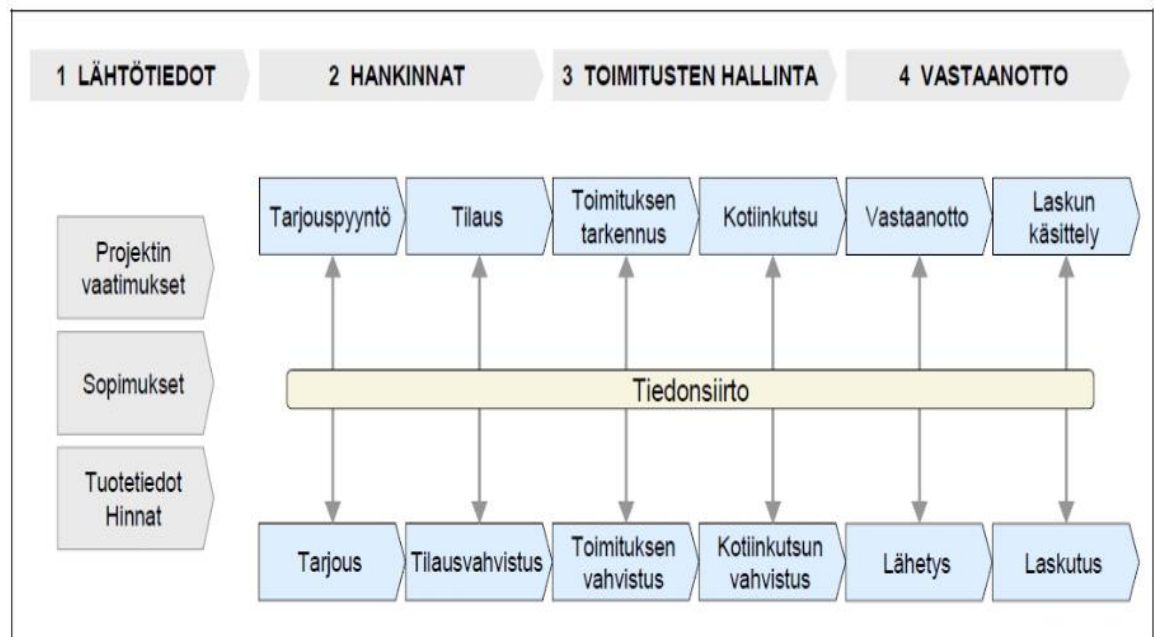 1 LÄHTÖTIEDOT
2 HANKINNAT
3 TOIMITUSTEN HALLINTA
4 VASTAANOTTO
Projektin
vaatimukset
Sopimukset
Tuotetiedot
Hinnat
Tarjouspyyntö
Tilaus
Toimituksen
tarkennus
Kotiinkutsu
Vastaanotto
Laskun
käsittely
Tiedonsiirto
Tarjous
Tilausvahvistus
Toimituksen
vahvistus
Kotiinkutsun
vahvistus
Lähetys
Laskutus